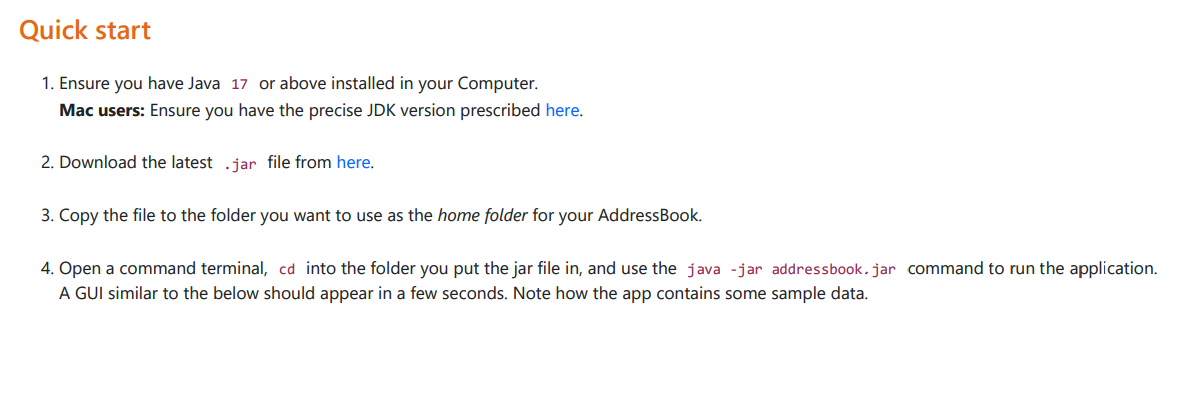 Quick start
1. Ensure you have Java 17 or above installed in your Computer.
Mac users: Ensure you have the precise JDK version prescribed here.
2. Download the latest .jar file from here.
3. Copy the file to the folder you want to use as the home folder for your AddressBook.
4. Open a command terminal, cd into the folder you put the jar file in, and use the java -jar addressbook.jar command to run the application.
A GUI similar to the below should appear in a few seconds. Note how the app contains some sample data.